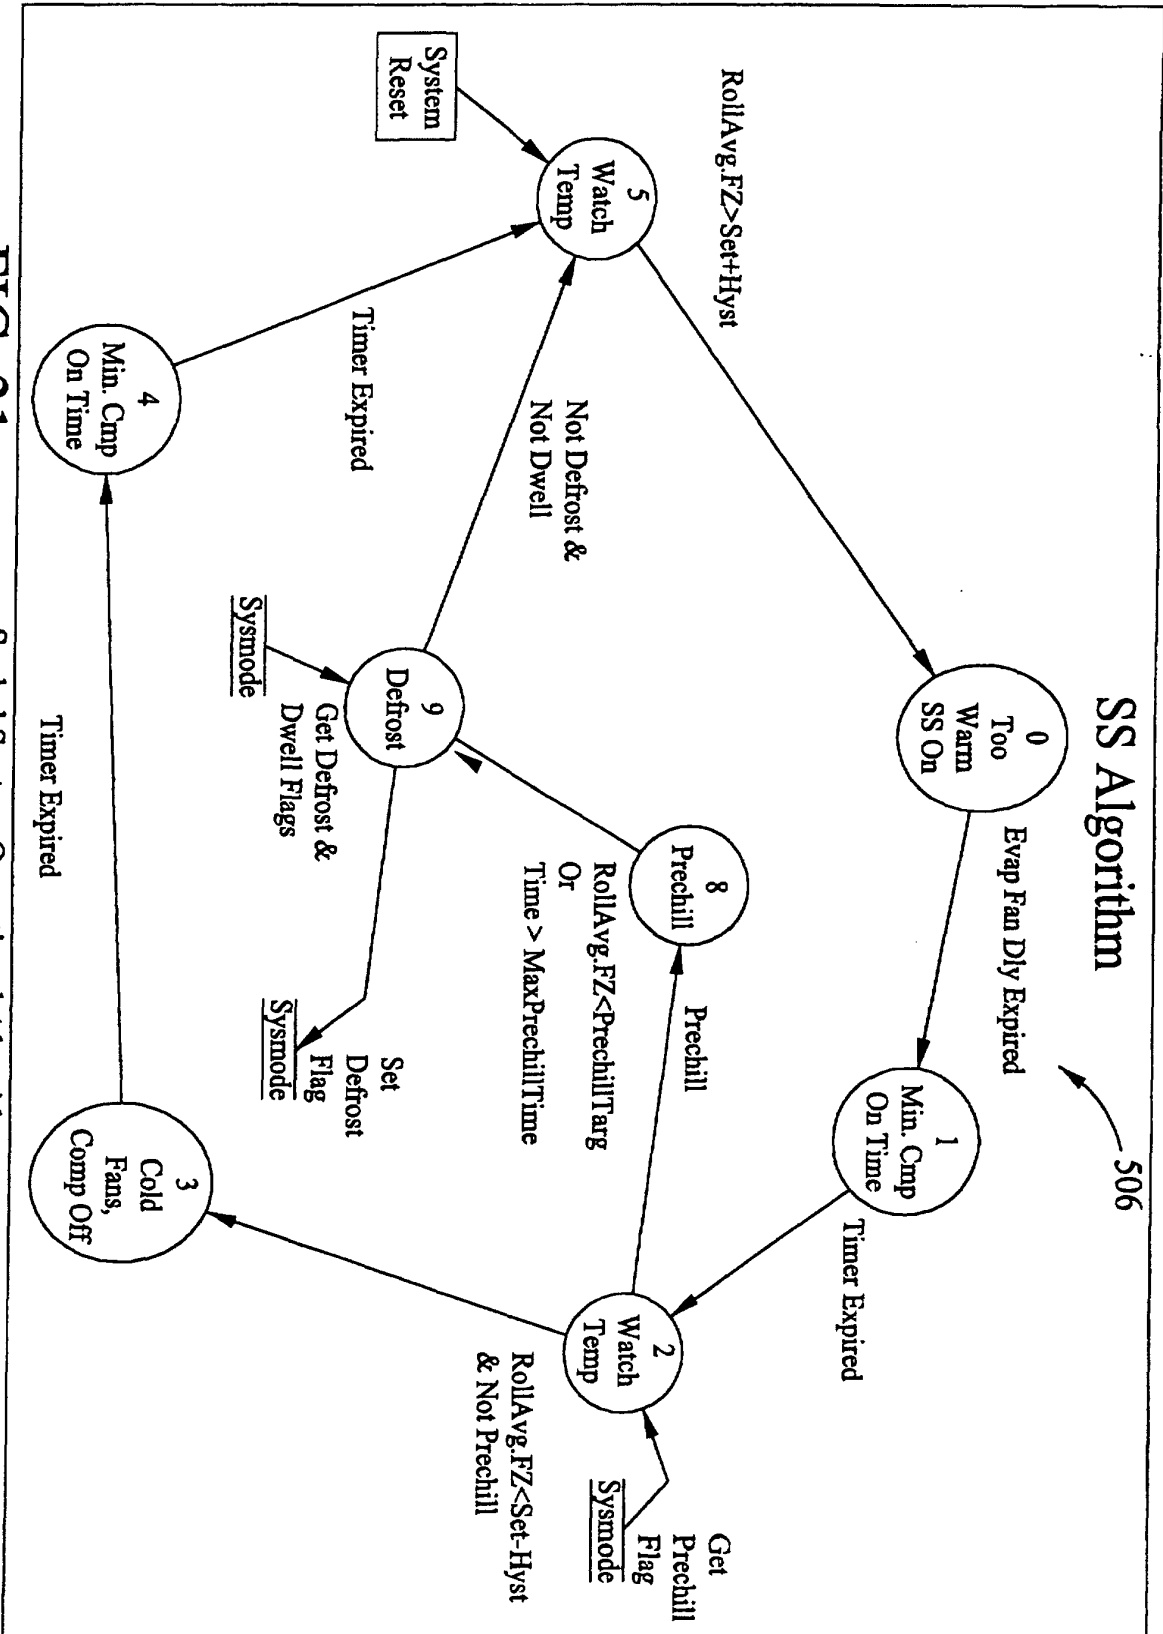 SS Algorithm
506
System
Reset
5
Watch
Temp
RollAvg.FZ>Set+Hyst
0
Too
Warm
SS On
Evap Fan Dly Expired
1
Min. Cmp
On Time
Timer Expired
2
Watch
Temp
Get
Prechill
Flag
Sysmode
RollAvg.FZ<Set-Hyst
& Not Prechill
Prechill
8
Prechill
RollAvg.FZ<PrechillTarg
Or
Time > MaxPrechillTime
9
Defrost
Sysmode
Get Defrost &
Dwell Flags
Set
Defrost
Flag
Sysmode
Not Defrost &
Not Dwell
3
Cold
Fans,
Comp Off
Timer Expired
4
Min. Cmp
On Time
Timer Expired